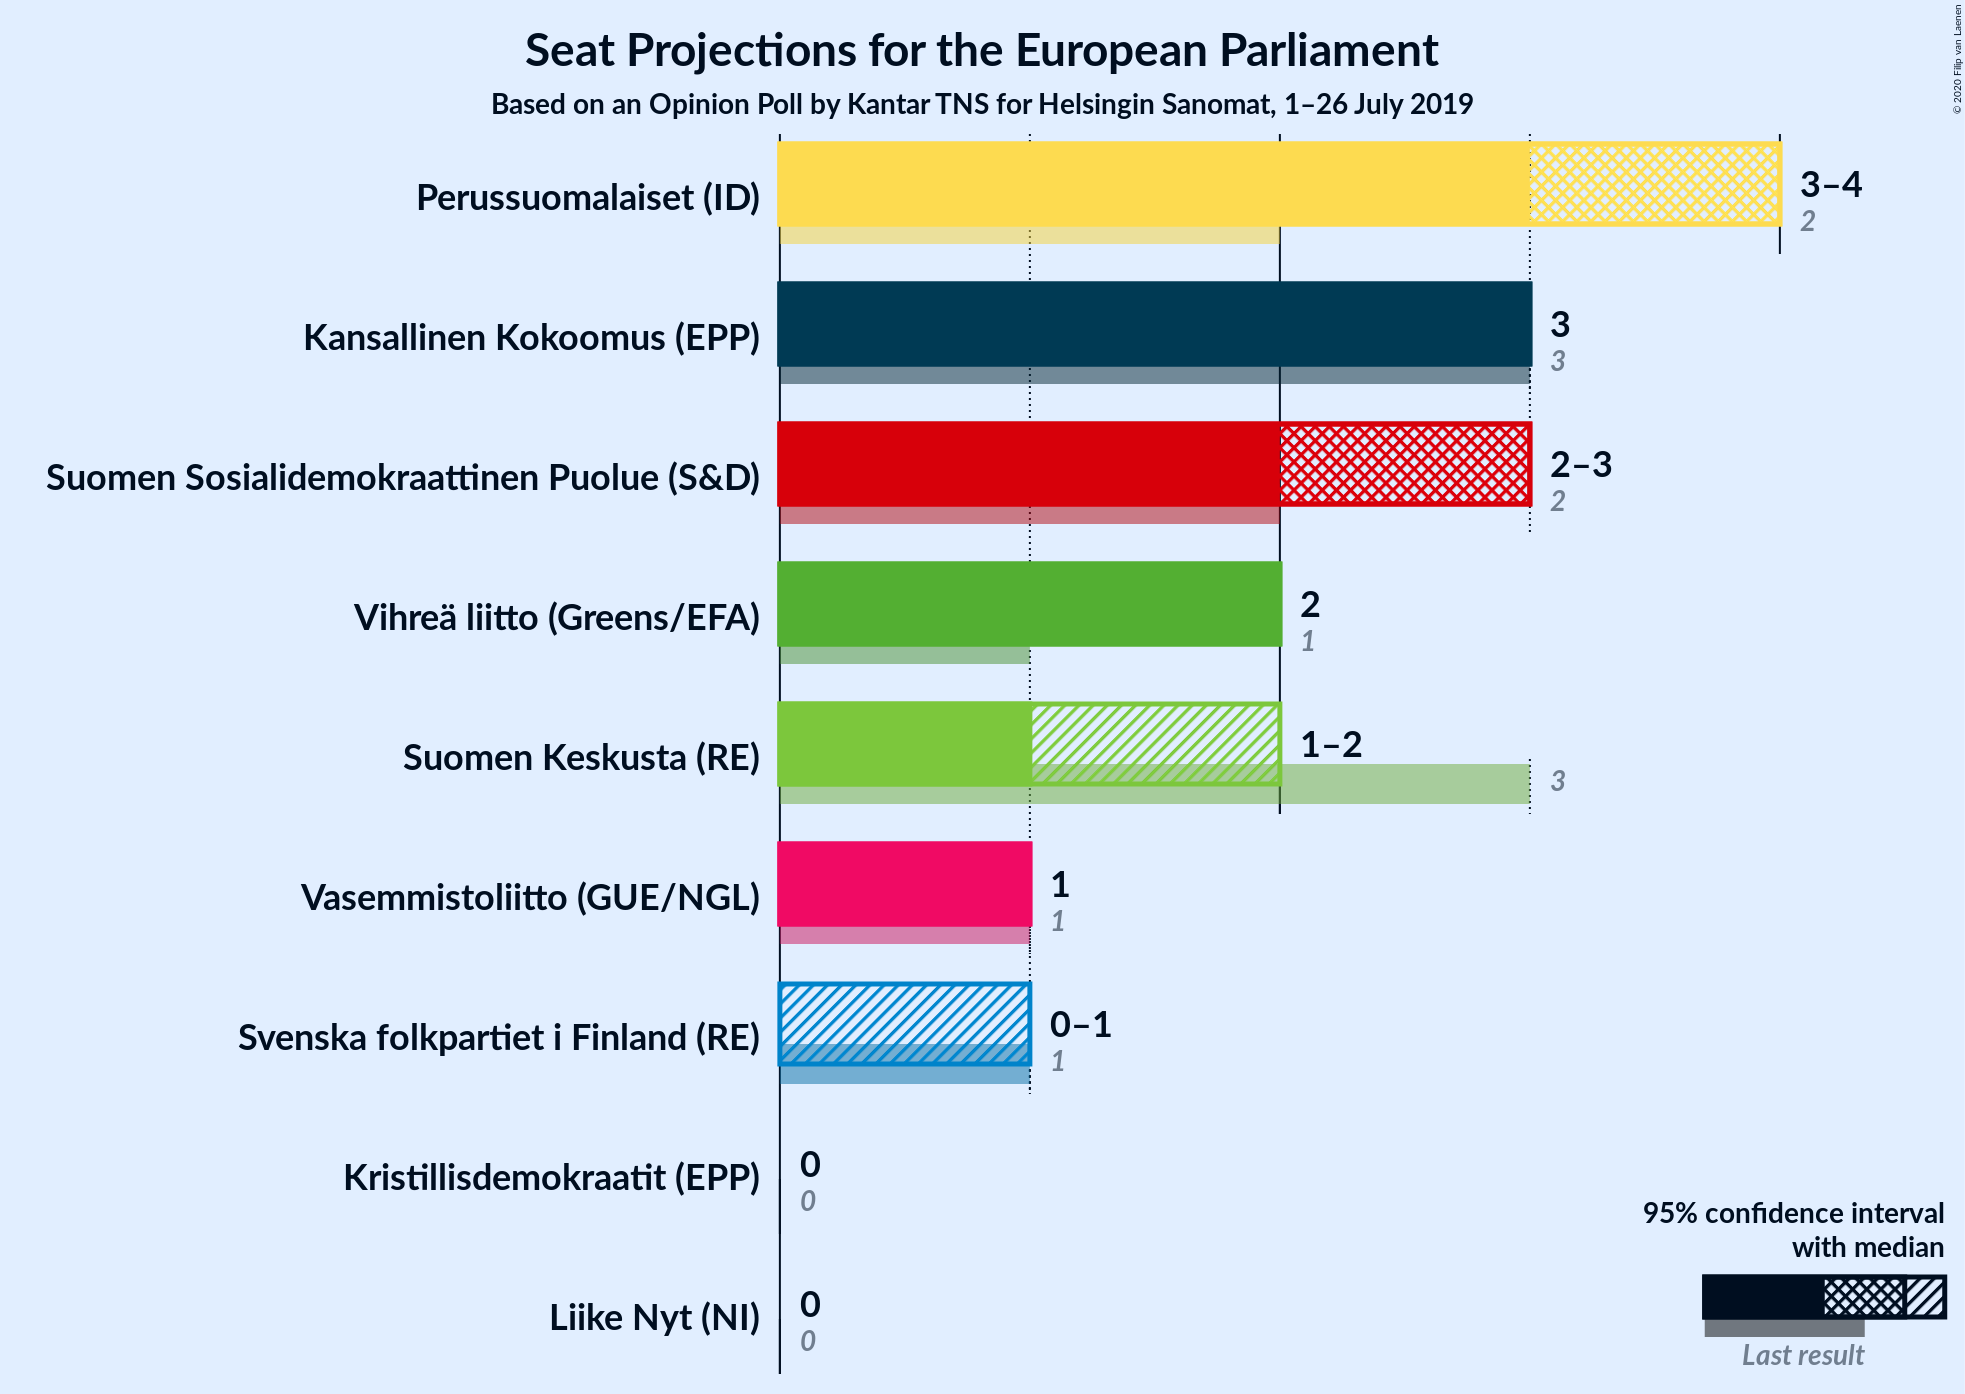 Seat Projections for the European Parliament
Based on an Opinion Poll by Kantar TNS for Helsingin Sanomat, 1–26 July 2019
© 2020 Filip van Laenen
Perussuomalaiset (ID)
3–4
2
Kansallinen Kokoomus (EPP)
3
3
Suomen Sosialidemokraattinen Puolue (S&D)
2–3
2
Vihreä liitto (Greens/EFA)
2
1
Suomen Keskusta (RE)
1–2
3
Vasemmistoliitto (GUE/NGL)
1
1
Svenska folkpartiet i Finland (RE)
0–1
1
Kristillisdemokraatit (EPP)
0
0
Liike Nyt (NI)
0
0
95% confidence interval
with median
Last result